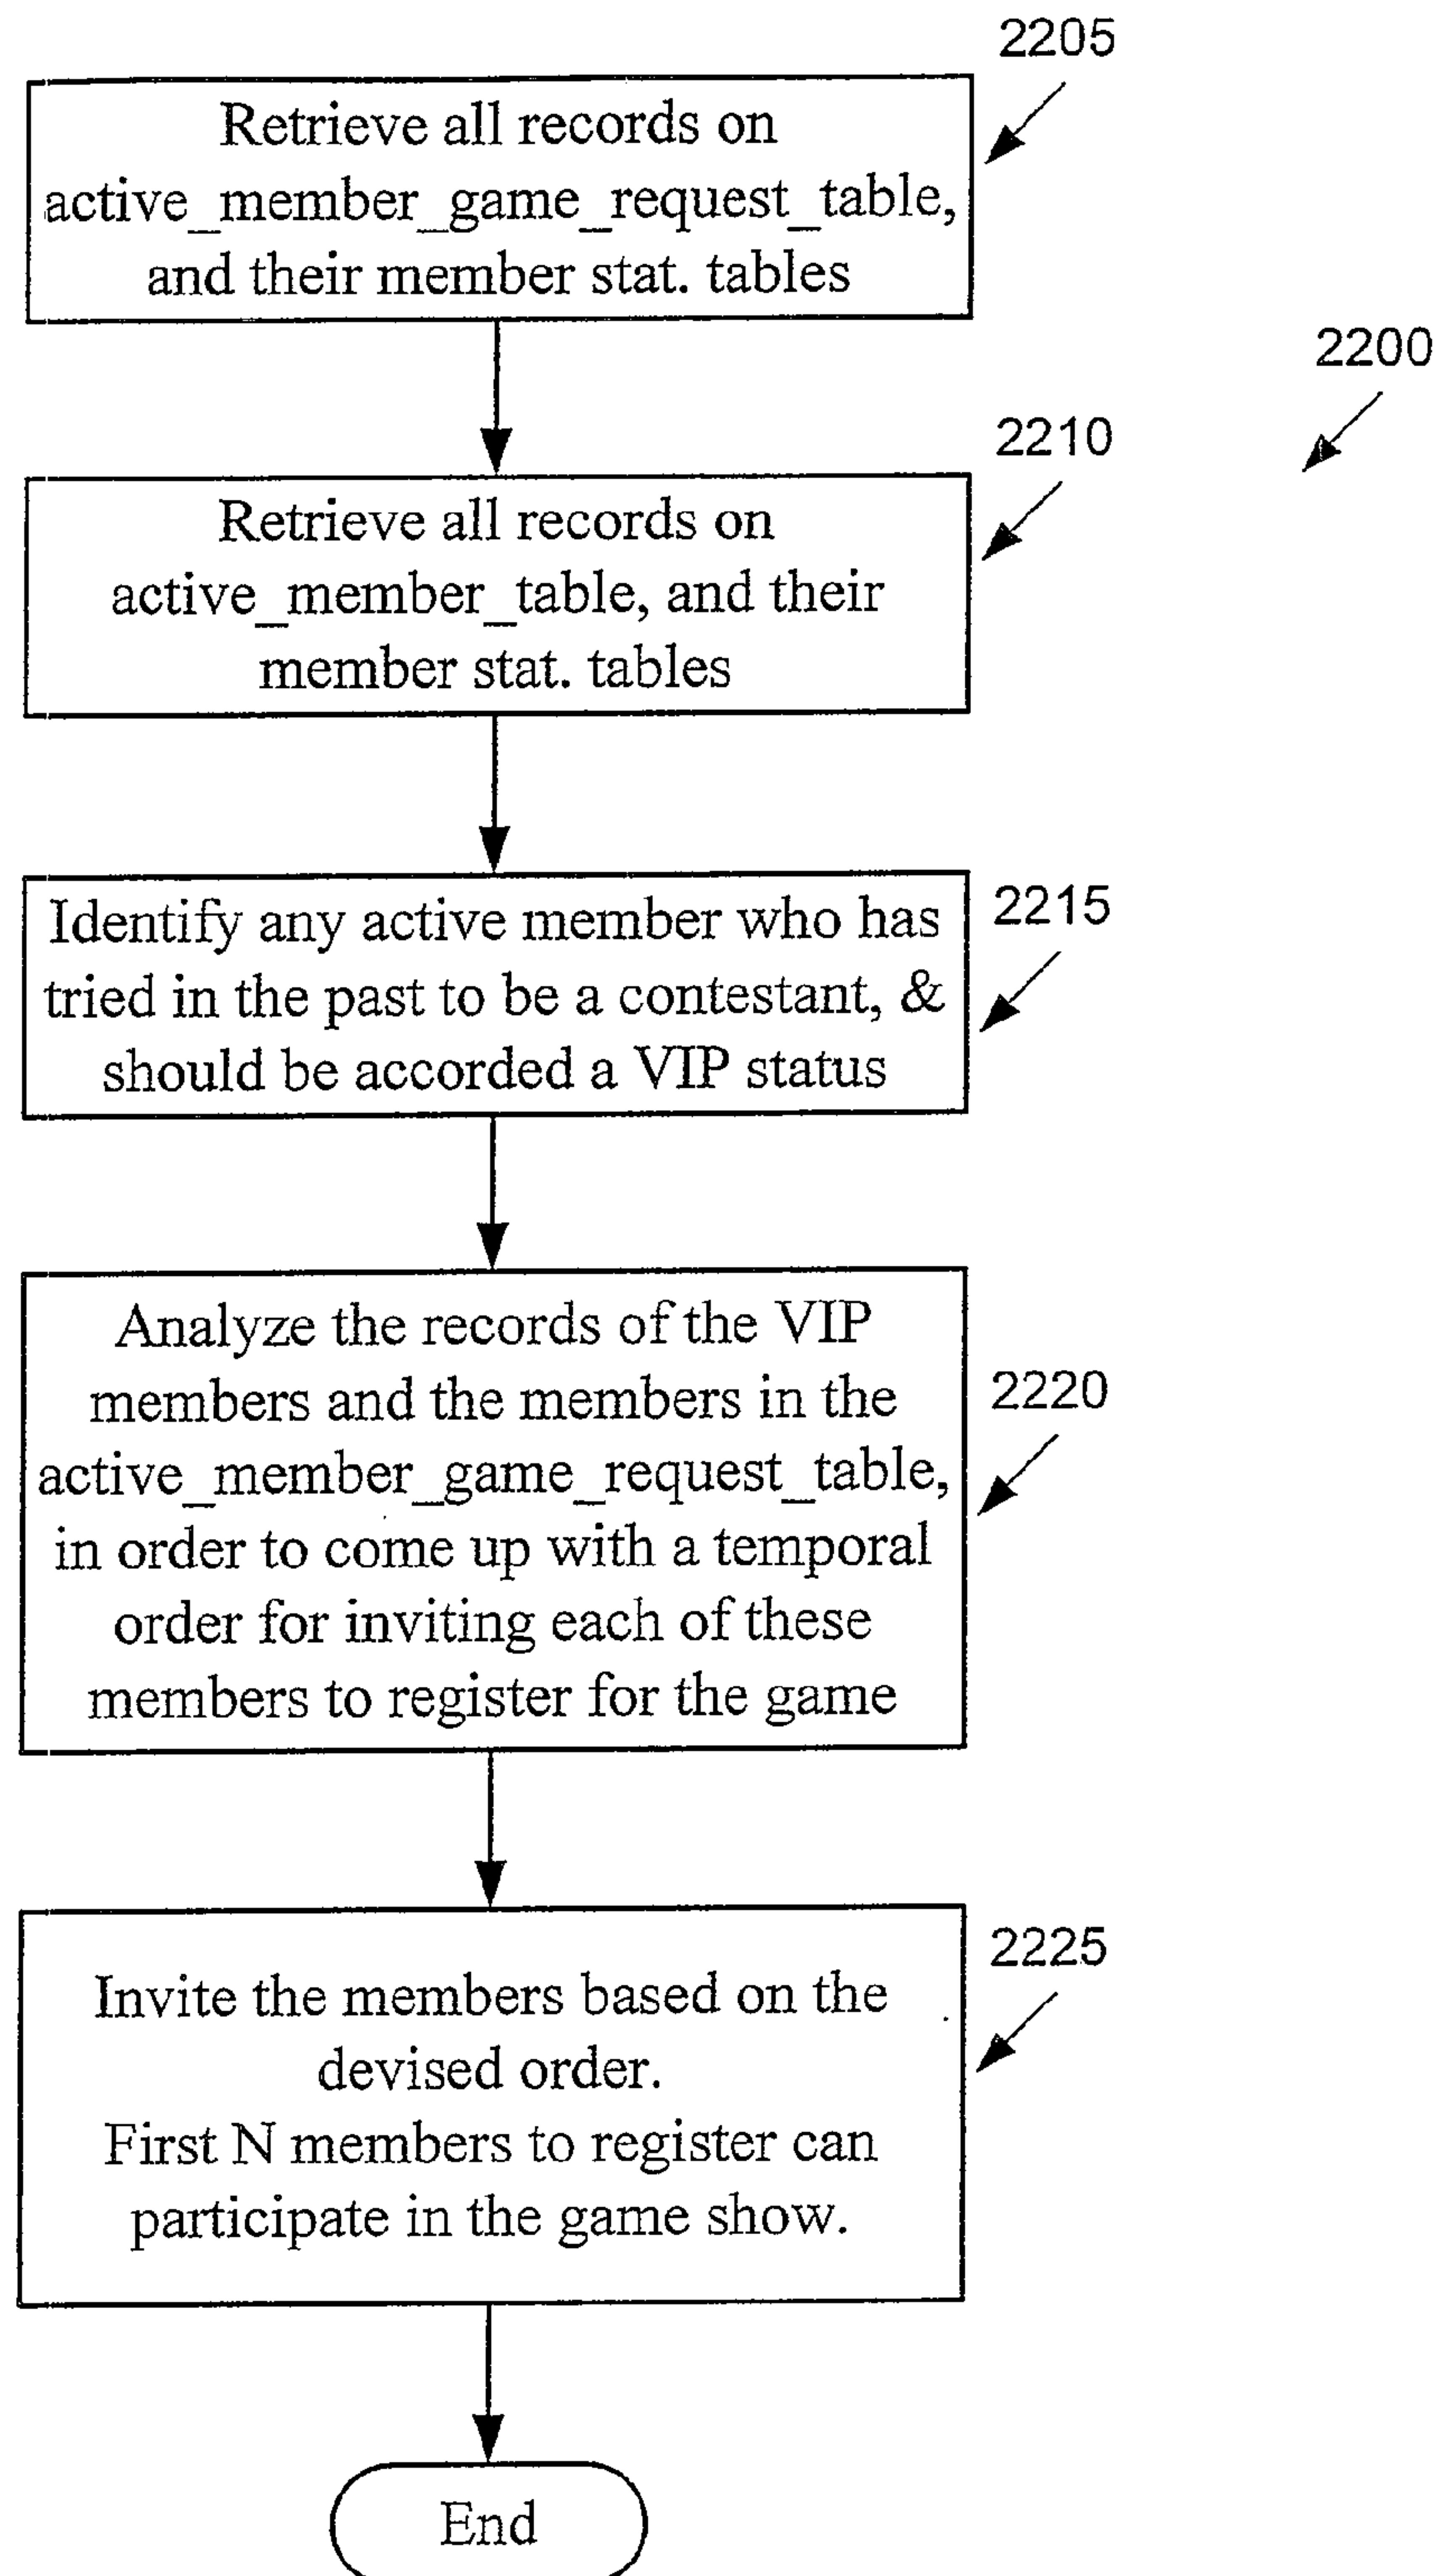 2205
Retrieve all records on
active_member_game_request_table,
and their member stat. tables
2200
2210
Retrieve all records on
active_member_table, and their
member stat. tables
2215
Identify any active member who has
tried in the past to be a contestant, &
should be accorded a VIP status
2220
Analyze the records of the VIP
members and the members in the
active_member_game_request_table,
in order to come up with a temporal
order for inviting each of these
members to register for the game
2225
Invite the members based on the
devised order.
First N members to register can
participate in the game show.
End